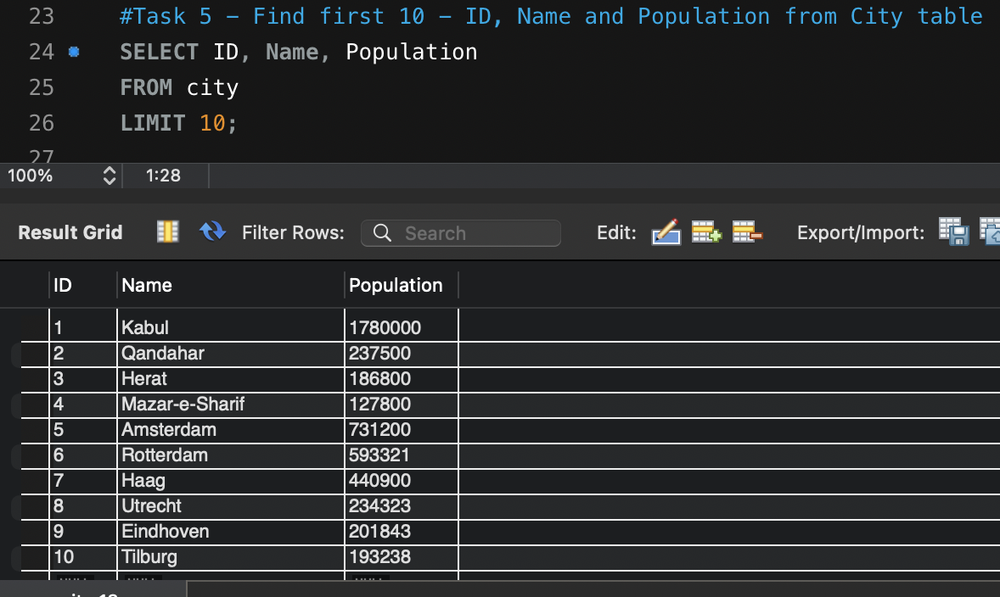 23 #Task 5 - Find first 10 - ID, Name and Population from City table
24 SELECT ID, Name, Population
25 FROM city
26 LIMIT 10;
27
100% 1:28
Result Grid Filter Rows: Search Edit: Export/Import:
ID Name Population
1 Kabul 1780000
2 Qandahar 237500
3 Herat 186800
4 Mazar-e-Sharif 127800
5 Amsterdam 731200
6 Rotterdam 593321
7 Haag 440900
8 Utrecht 234323
9 Eindhoven 201843
10 Tilburg 193238